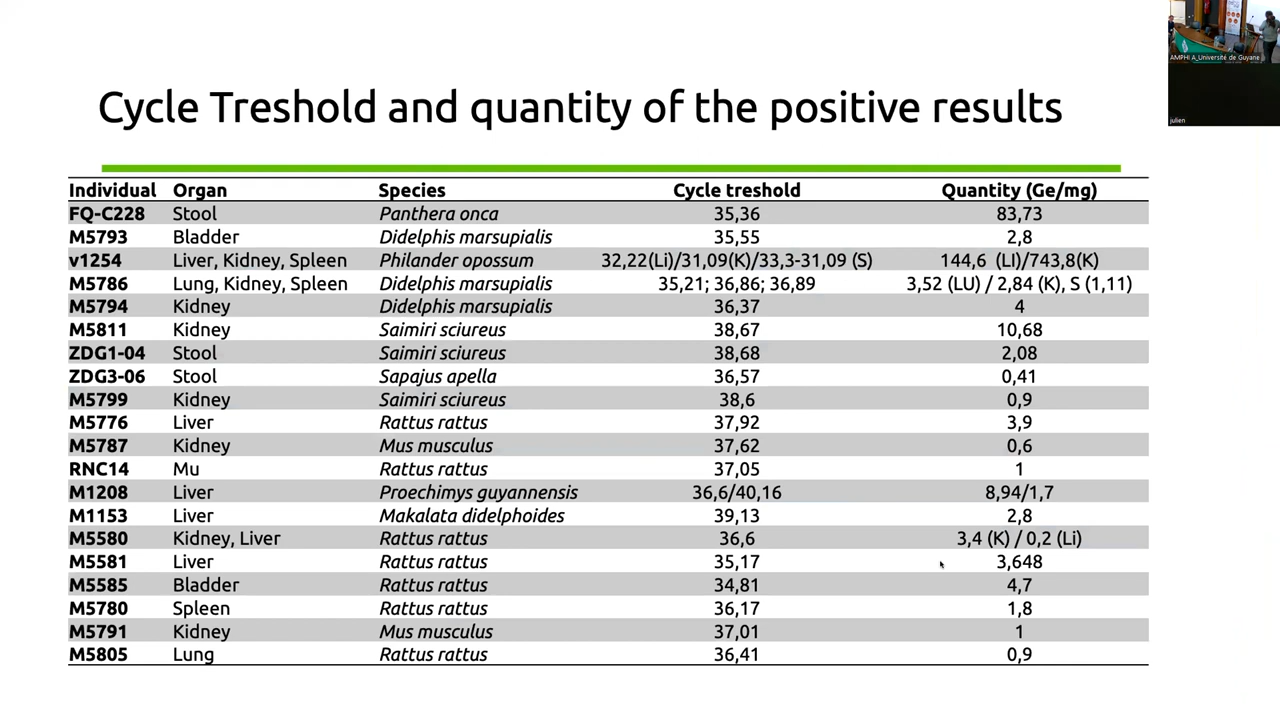 AMPHI A_Université de Guyane
julien
Cycle Treshold and quantity of the positive results
Individual Organ Species Cycle treshold Quantity (Ge/mg)
FQ-C228 Stool Panthera onca 35,36 83,73
M5793 Bladder Didelphis marsupialis 35,55 2,8
v1254 Liver, Kidney, Spleen Philander opossum 32,22(Li)/31,09(K)/33,3-31,09 (S) 144,6 (LI)/743,8(K)
M5786 Lung, Kidney, Spleen Didelphis marsupialis 35,21; 36,86; 36,89 3,52 (LU) / 2,84 (K), S (1,11)
M5794 Kidney Didelphis marsupialis 36,37 4
M5811 Kidney Saimiri sciureus 38,67 10,68
ZDG1-04 Stool Saimiri sciureus 38,68 2,08
ZDG3-06 Stool Sapajus apella 36,57 0,41
M5799 Kidney Saimiri sciureus 38,6 0,9
M5776 Liver Rattus rattus 37,92 3,9
M5787 Kidney Mus musculus 37,62 0,6
RNC14 Mu Rattus rattus 37,05 1
M1208 Liver Proechimys guyannensis 36,6/40,16 8,94/1,7
M1153 Liver Makalata didelphoides 39,13 2,8
M5580 Kidney, Liver Rattus rattus 36,6 3,4 (K) / 0,2 (Li)
M5581 Liver Rattus rattus 35,17 3,648
M5585 Bladder Rattus rattus 34,81 4,7
M5780 Spleen Rattus rattus 36,17 1,8
M5791 Kidney Mus musculus 37,01 1
M5805 Lung Rattus rattus 36,41 0,9